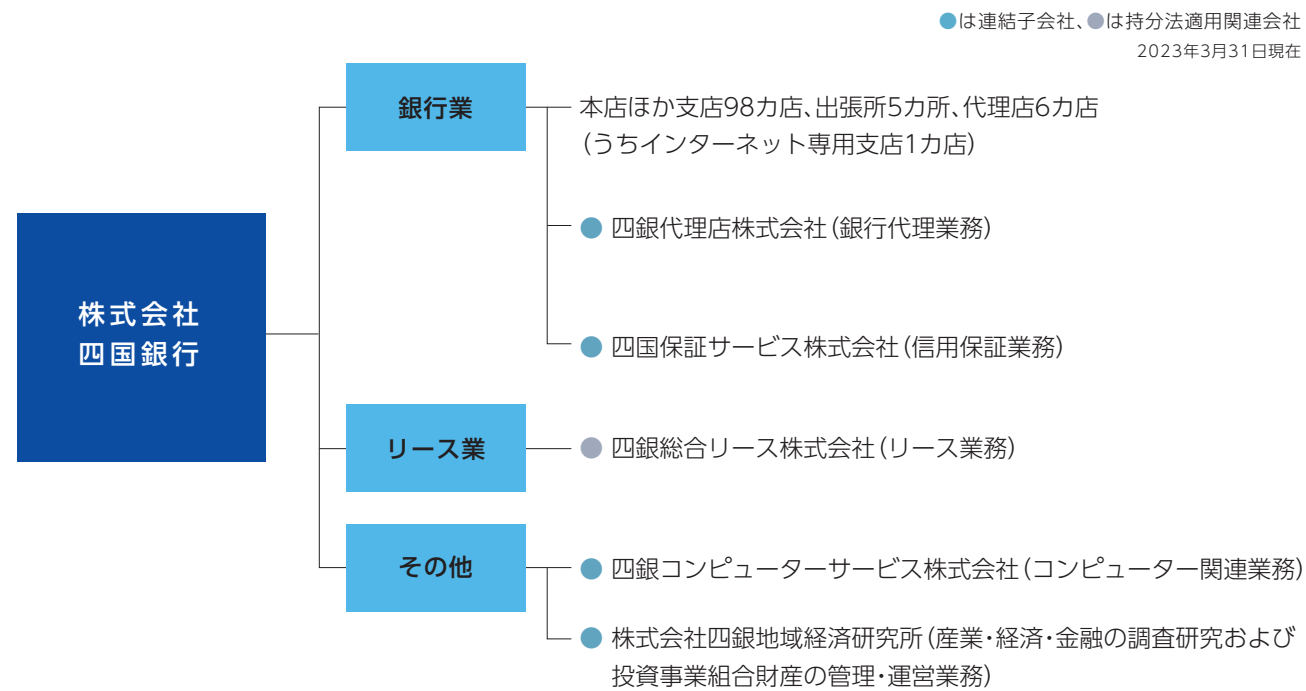 ●は連結子会社、●は持分法適用関連会社
2023年3月31日現在
株式会社
四国銀行
銀行業
本店ほか支店98カ店、出張所5カ所、代理店6カ店
(うちインターネット専用支店1カ店)
● 四銀代理店株式会社(銀行代理業務)
● 四国保証サービス株式会社(信用保証業務)
リース業
● 四銀総合リース株式会社(リース業務)
その他
● 四銀コンピューターサービス株式会社(コンピューター関連業務)
● 株式会社四銀地域経済研究所(産業・経済・金融の調査研究および
投資事業組合財産の管理・運営業務)